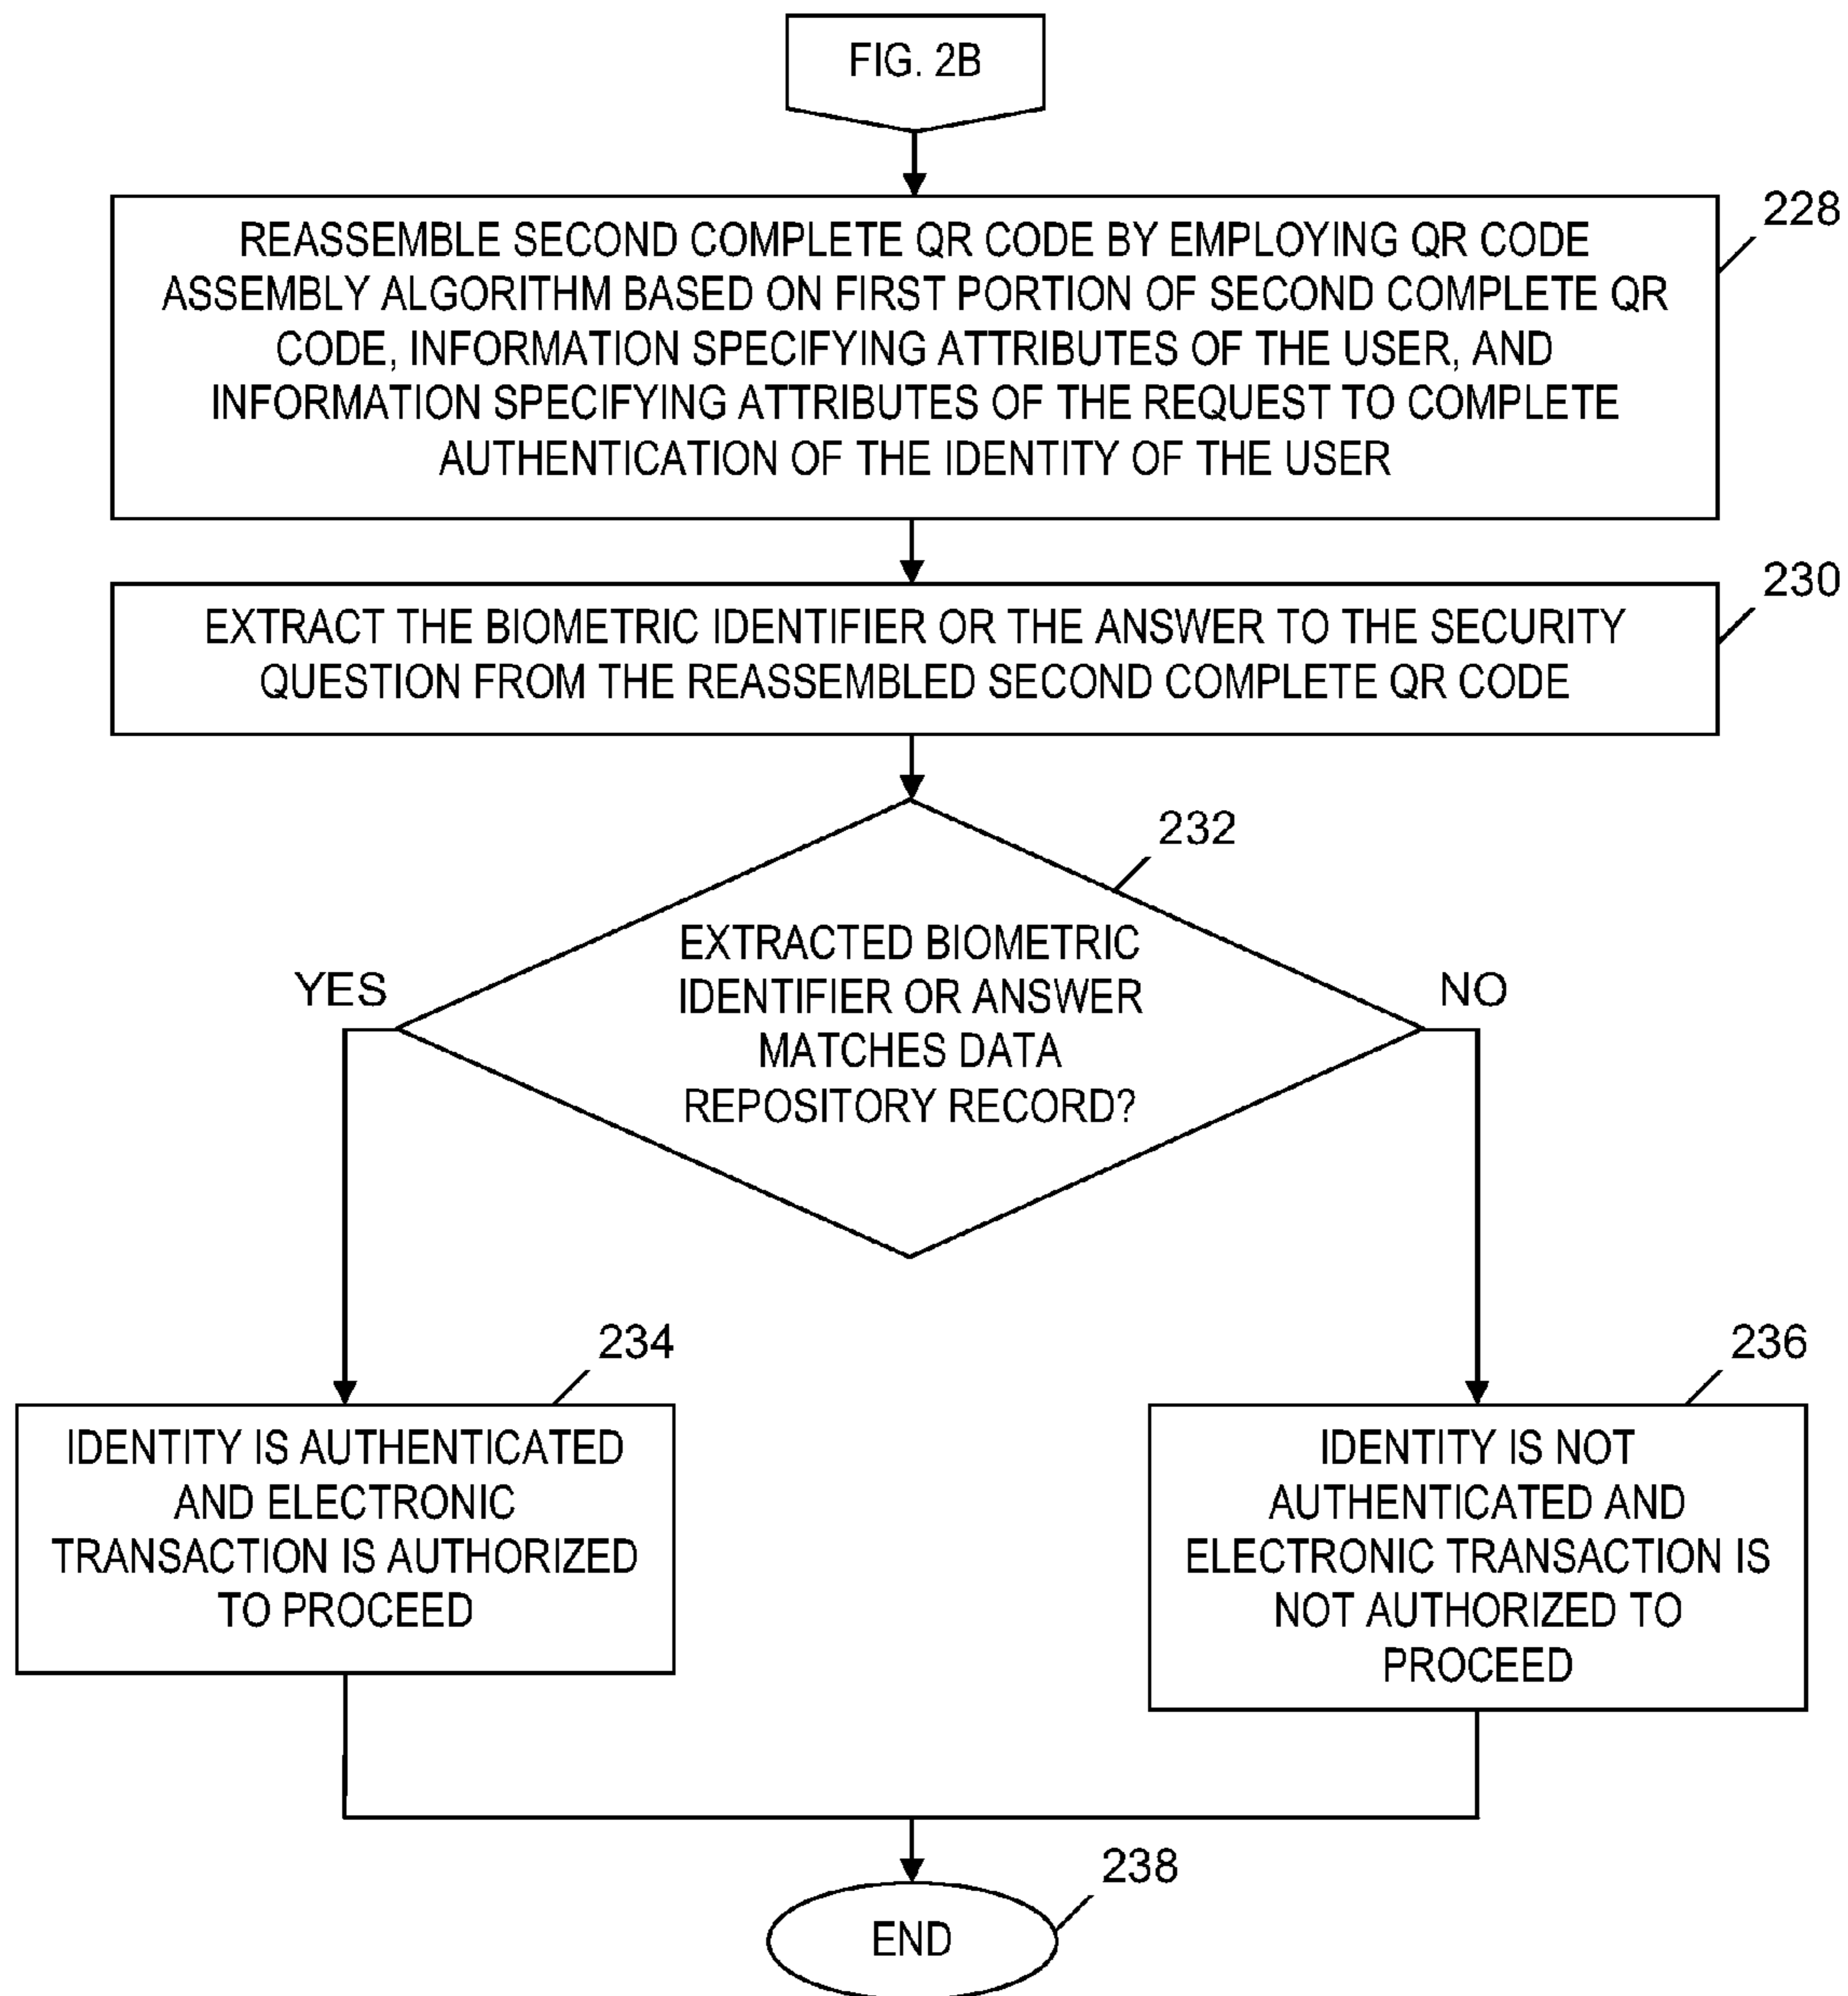 FIG. 2B
228
REASSEMBLE SECOND COMPLETE QR CODE BY EMPLOYING QR CODE
ASSEMBLY ALGORITHM BASED ON FIRST PORTION OF SECOND COMPLETE QR
CODE, INFORMATION SPECIFYING ATTRIBUTES OF THE USER, AND
INFORMATION SPECIFYING ATTRIBUTES OF THE REQUEST TO COMPLETE
AUTHENTICATION OF THE IDENTITY OF THE USER
230
EXTRACT THE BIOMETRIC IDENTIFIER OR THE ANSWER TO THE SECURITY
QUESTION FROM THE REASSEMBLED SECOND COMPLETE QR CODE
232
EXTRACTED BIOMETRIC
IDENTIFIER OR ANSWER
MATCHES DATA
REPOSITORY RECORD?
YES
NO
234
IDENTITY IS AUTHENTICATED
AND ELECTRONIC
TRANSACTION IS AUTHORIZED
TO PROCEED
236
IDENTITY IS NOT
AUTHENTICATED AND
ELECTRONIC TRANSACTION IS
NOT AUTHORIZED TO
PROCEED
238
END